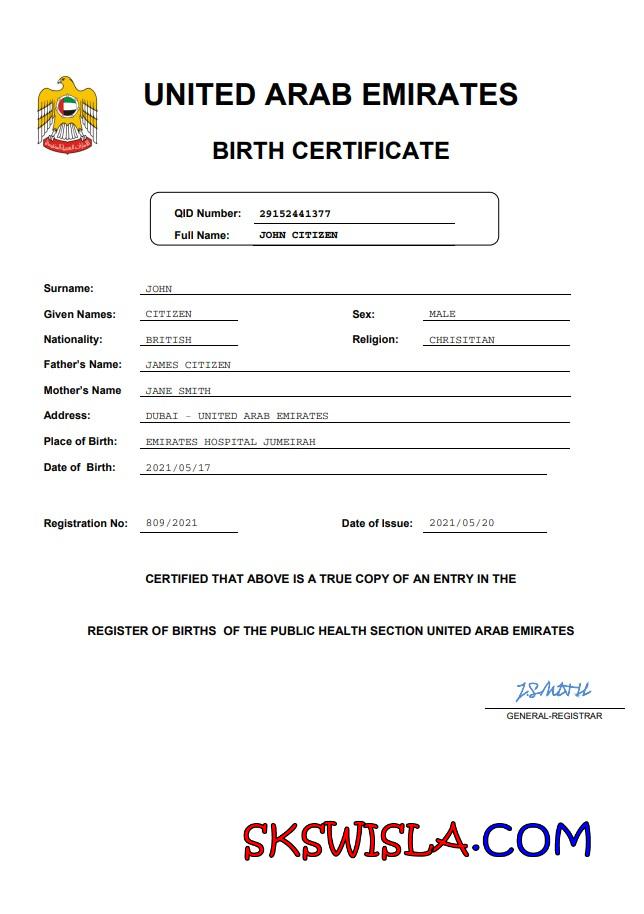 UNITED ARAB EMIRATES
BIRTH CERTIFICATE
QID Number: 29152441377
Full Name: JOHN CITIZEN
Surname: JOHN
Given Names: CITIZEN Sex: MALE
Nationality: BRITISH Religion: CHRISITIAN
Father's Name: JAMES CITIZEN
Mother's Name JANE SMITH
Address: DUBAI - UNITED ARAB EMIRATES
Place of Birth: EMIRATES HOSPITAL JUMEIRAH
Date of Birth: 2021/05/17
Registration No: 809/2021 Date of Issue: 2021/05/20
CERTIFIED THAT ABOVE IS A TRUE COPY OF AN ENTRY IN THE
REGISTER OF BIRTHS OF THE PUBLIC HEALTH SECTION UNITED ARAB EMIRATES
J.SMITH
GENERAL-REGISTRAR
SKSWISLA.COM